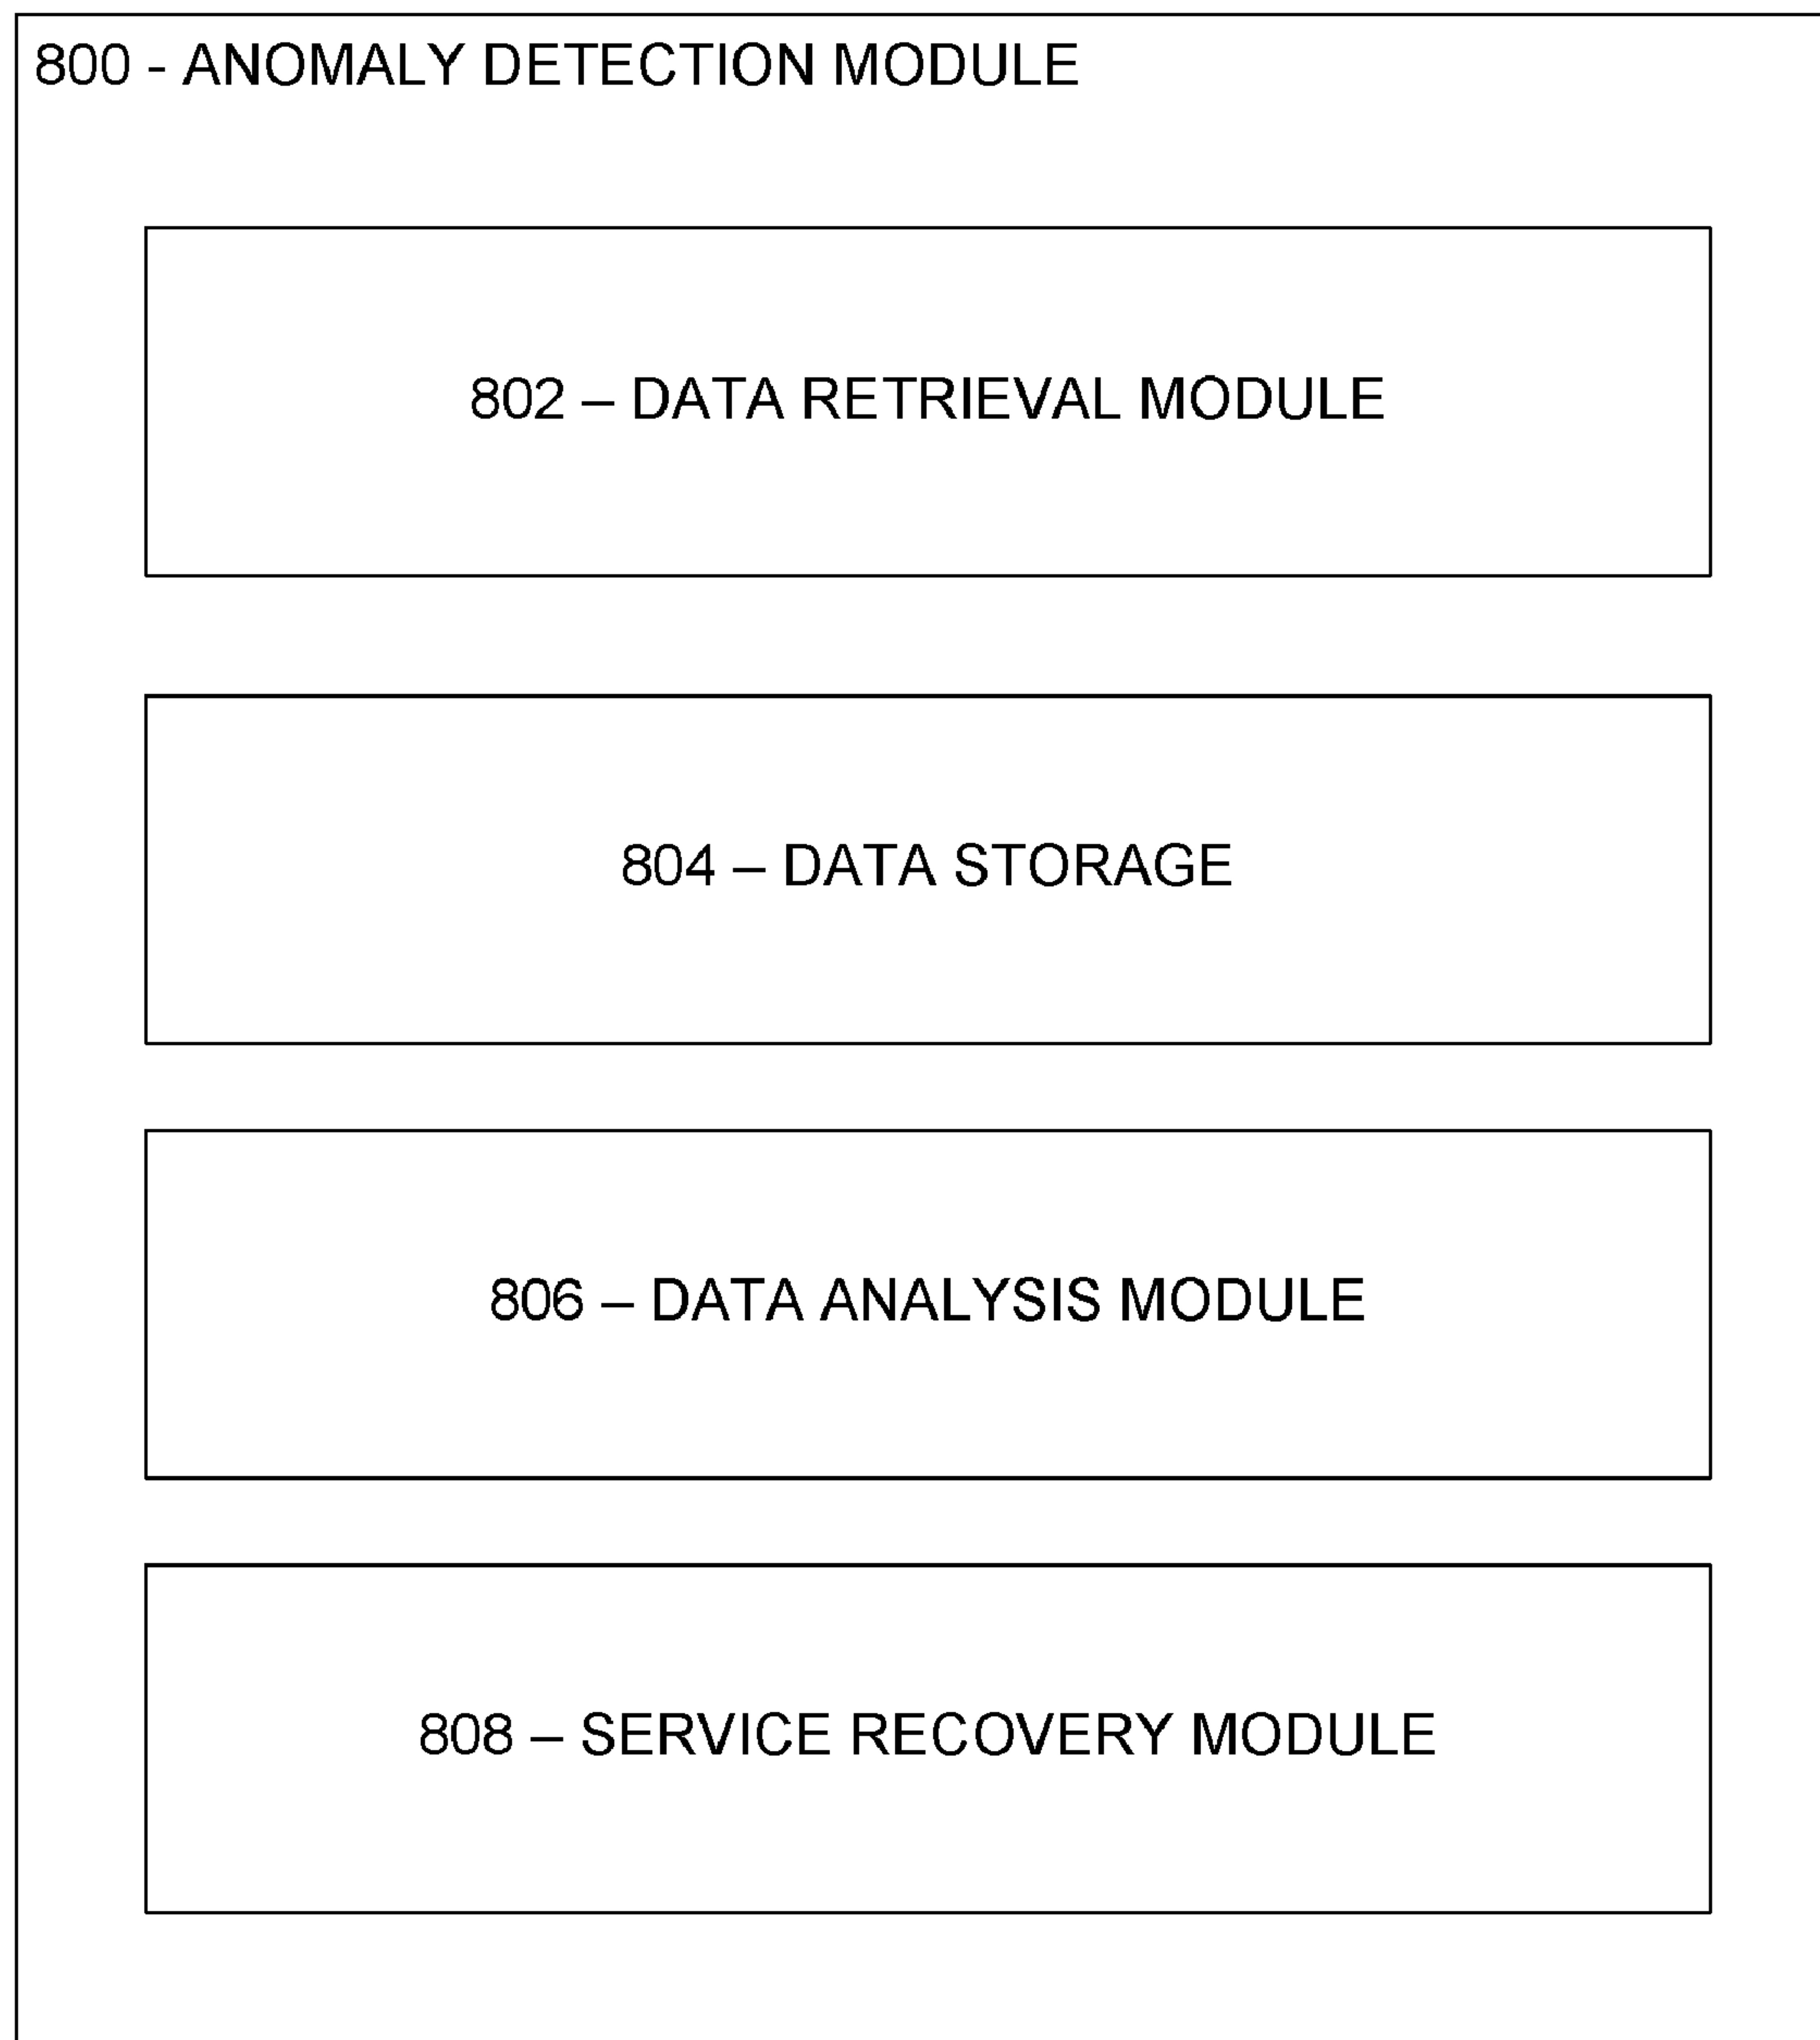 800 - ANOMALY DETECTION MODULE
802 – DATA RETRIEVAL MODULE
804 – DATA STORAGE
806 – DATA ANALYSIS MODULE
808 – SERVICE RECOVERY MODULE